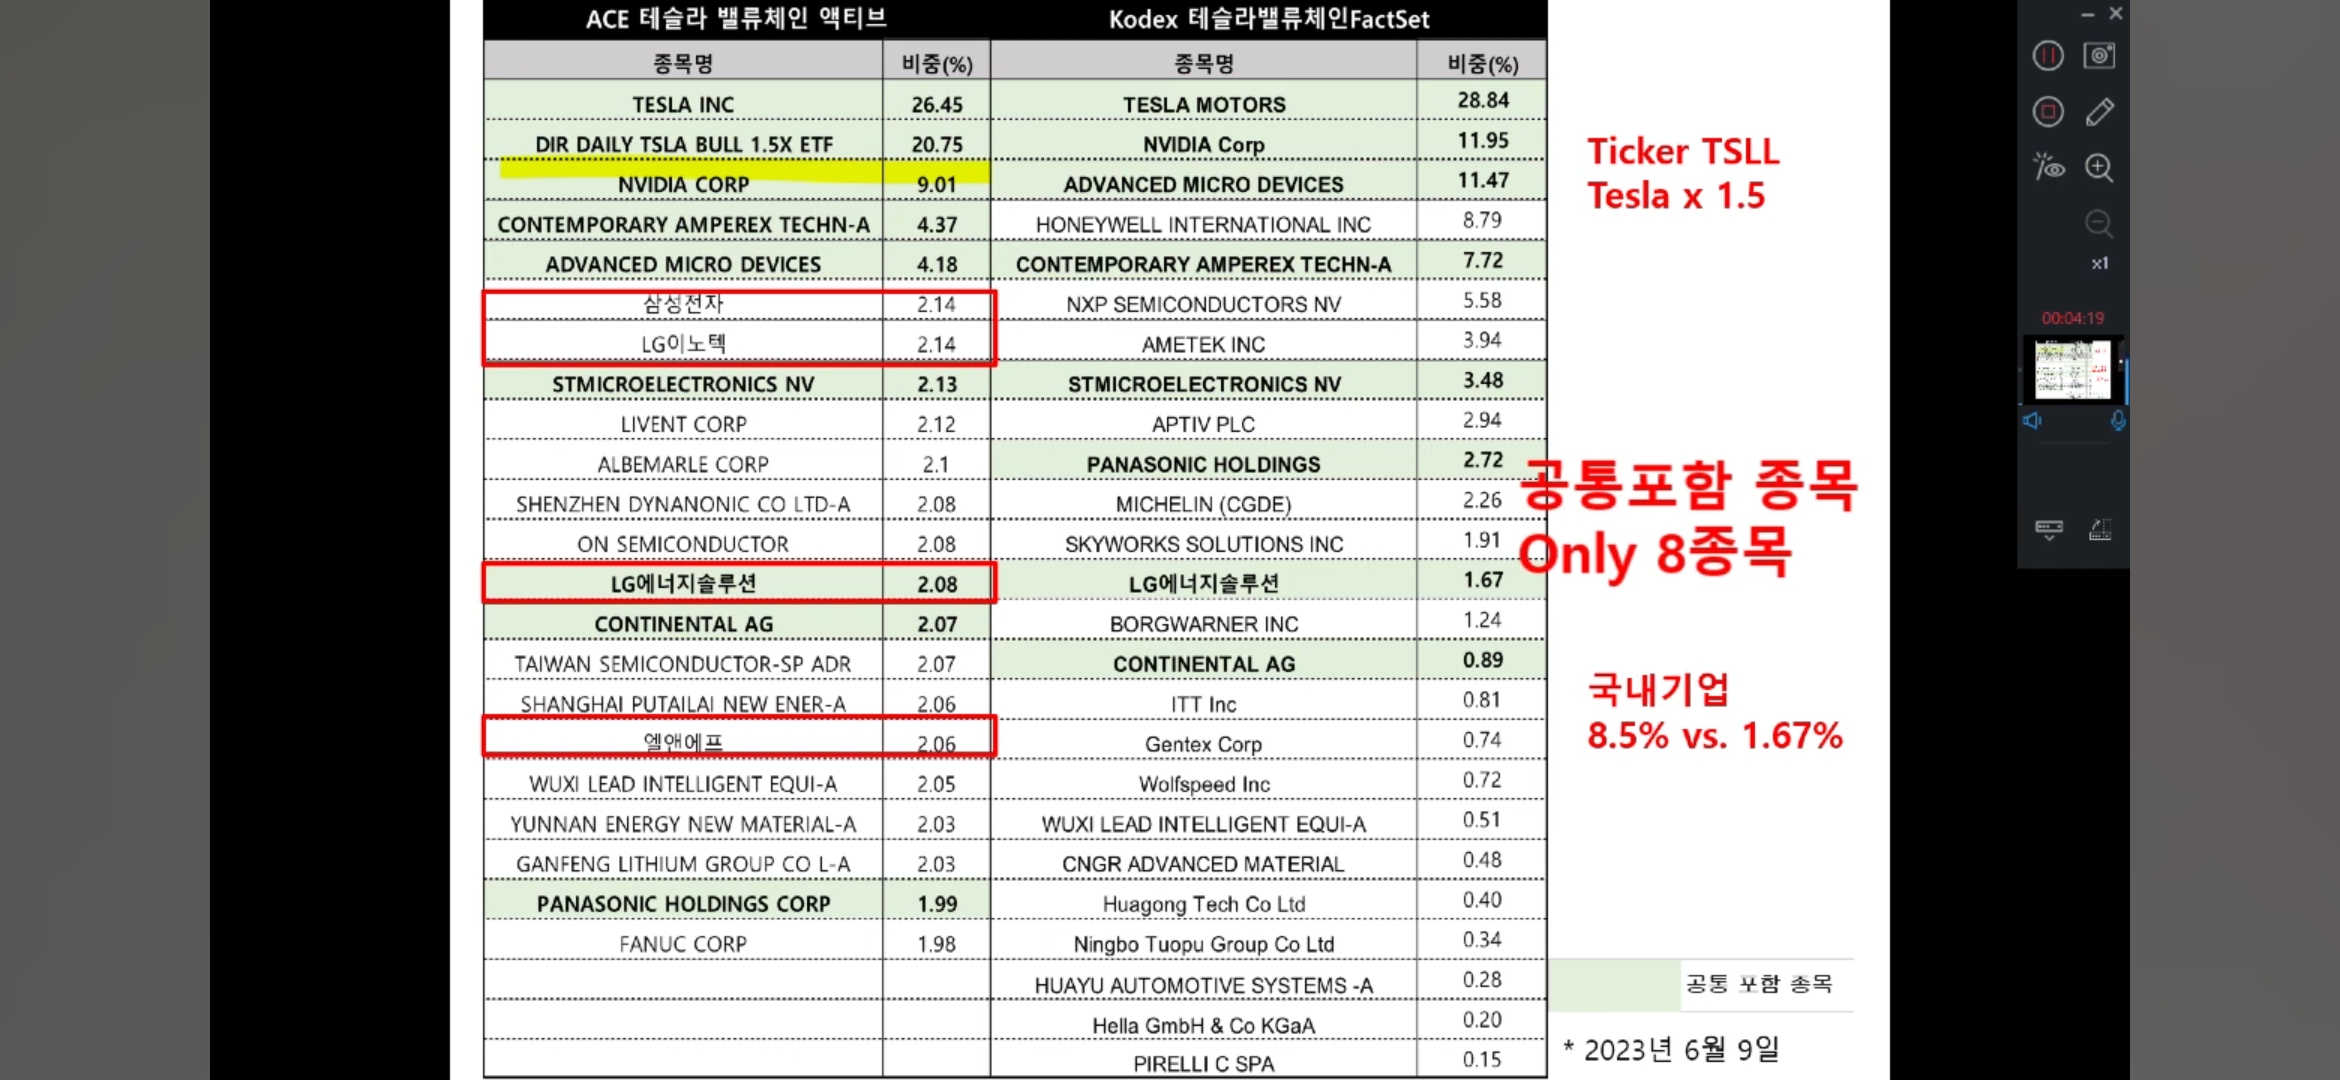 ACE 테슬라 밸류체인 액티브 Kodex 테슬라밸류체인FactSet
종목명 비중(%) 종목명 비중(%)
TESLA INC 26.45 TESLA MOTORS 28.84
DIR DAILY TSLA BULL 1.5X ETF 20.75 NVIDIA Corp 11.95
NVIDIA CORP 9.01 ADVANCED MICRO DEVICES 11.47
CONTEMPORARY AMPEREX TECHN-A 4.37 HONEYWELL INTERNATIONAL INC 8.79
ADVANCED MICRO DEVICES 4.18 CONTEMPORARY AMPEREX TECHN-A 7.72
삼성전자 2.14 NXP SEMICONDUCTORS NV 5.58
LG이노텍 2.14 AMETEK INC 3.94
STMICROELECTRONICS NV 2.13 STMICROELECTRONICS NV 3.48
LIVENT CORP 2.12 APTIV PLC 2.94
ALBEMARLE CORP 2.1 PANASONIC HOLDINGS 2.72
SHENZHEN DYNANONIC CO LTD-A 2.08 MICHELIN (CGDE) 2.26
ON SEMICONDUCTOR 2.08 SKYWORKS SOLUTIONS INC 1.91
LG에너지솔루션 2.08 LG에너지솔루션 1.67
CONTINENTAL AG 2.07 BORGWARNER INC 1.24
TAIWAN SEMICONDUCTOR-SP ADR 2.07 CONTINENTAL AG 0.89
SHANGHAI PUTAILAI NEW ENER-A 2.06 ITT Inc 0.81
엘앤에프 2.06 Gentex Corp 0.74
WUXI LEAD INTELLIGENT EQUI-A 2.05 Wolfspeed Inc 0.72
YUNNAN ENERGY NEW MATERIAL-A 2.03 WUXI LEAD INTELLIGENT EQUI-A 0.51
GANFENG LITHIUM GROUP CO L-A 2.03 CNGR ADVANCED MATERIAL 0.48
PANASONIC HOLDINGS CORP 1.99 Huagong Tech Co Ltd 0.40
FANUC CORP 1.98 Ningbo Tuopu Group Co Ltd 0.34
HUAYU AUTOMOTIVE SYSTEMS -A 0.28
Hella GmbH & Co KGaA 0.20
PIRELLI C SPA 0.15
Ticker TSLL
Tesla x 1.5
공통포함 종목
Only 8종목
국내기업
8.5% vs. 1.67%
공통 포함 종목
* 2023년 6월 9일
x1
00:04:19